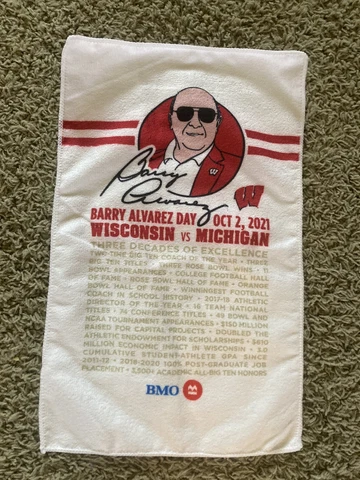 W
Barry
Alvarez
W
BARRY ALVAREZ DAY OCT 2, 2021
WISCONSIN VS MICHIGAN
THREE DECADES OF EXCELLENCE
TWO-TIME BIG TEN COACH OF THE YEAR • THREE
BIG TEN TITLES • THREE ROSE BOWL WINS • 11
BOWL APPEARANCES • COLLEGE FOOTBALL HALL
OF FAME • ROSE BOWL HALL OF FAME • ORANGE
BOWL HALL OF FAME • WINNINGEST FOOTBALL
COACH IN SCHOOL HISTORY • 2017-18 ATHLETIC
DIRECTOR OF THE YEAR • 16 TEAM NATIONAL
TITLES • 74 CONFERENCE TITLES • 49 BOWL AND
NCAA TOURNAMENT APPEARANCES • $150 MILLION
RAISED FOR CAPITAL PROJECTS • DOUBLED THE
ATHLETIC ENDOWMENT FOR SCHOLARSHIPS • $610
MILLION ECONOMIC IMPACT IN WISCONSIN • 3.0
CUMULATIVE STUDENT-ATHLETE GPA SINCE
2011-12 • 2018-2020 100% POST-GRADUATE JOB
PLACEMENT • 3,500+ ACADEMIC ALL-BIG TEN HONORS
BMO